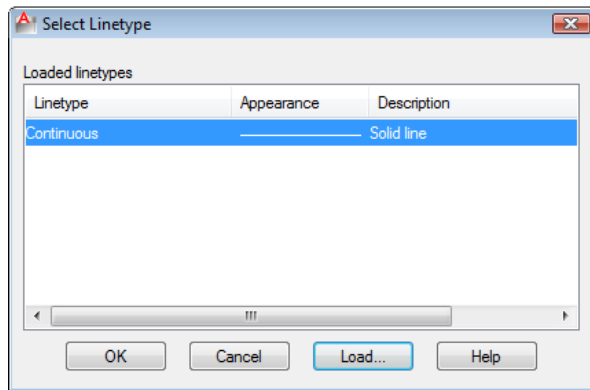 Select Linetype
Loaded linetypes
Linetype Appearance Description
Continuous Solid line
OK Cancel Load... Help